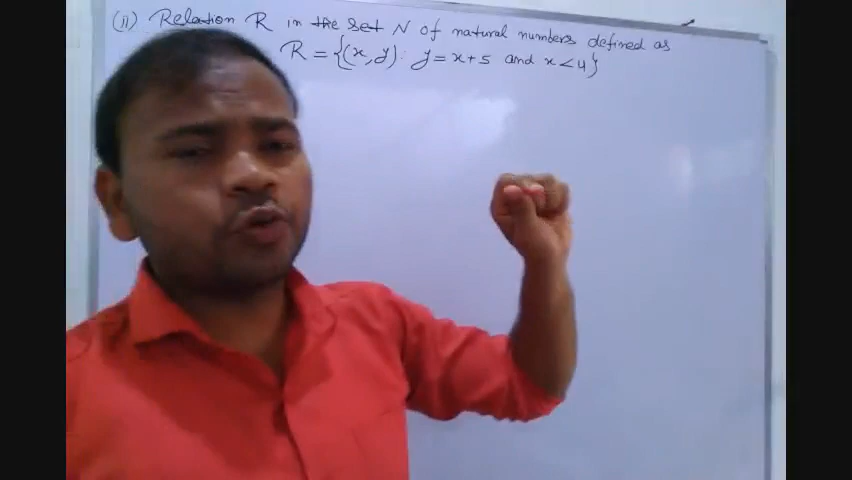 (ii) Relation R in the set N of natural numbers defined as
R = {(x, y): y = x+5 and x < 4}